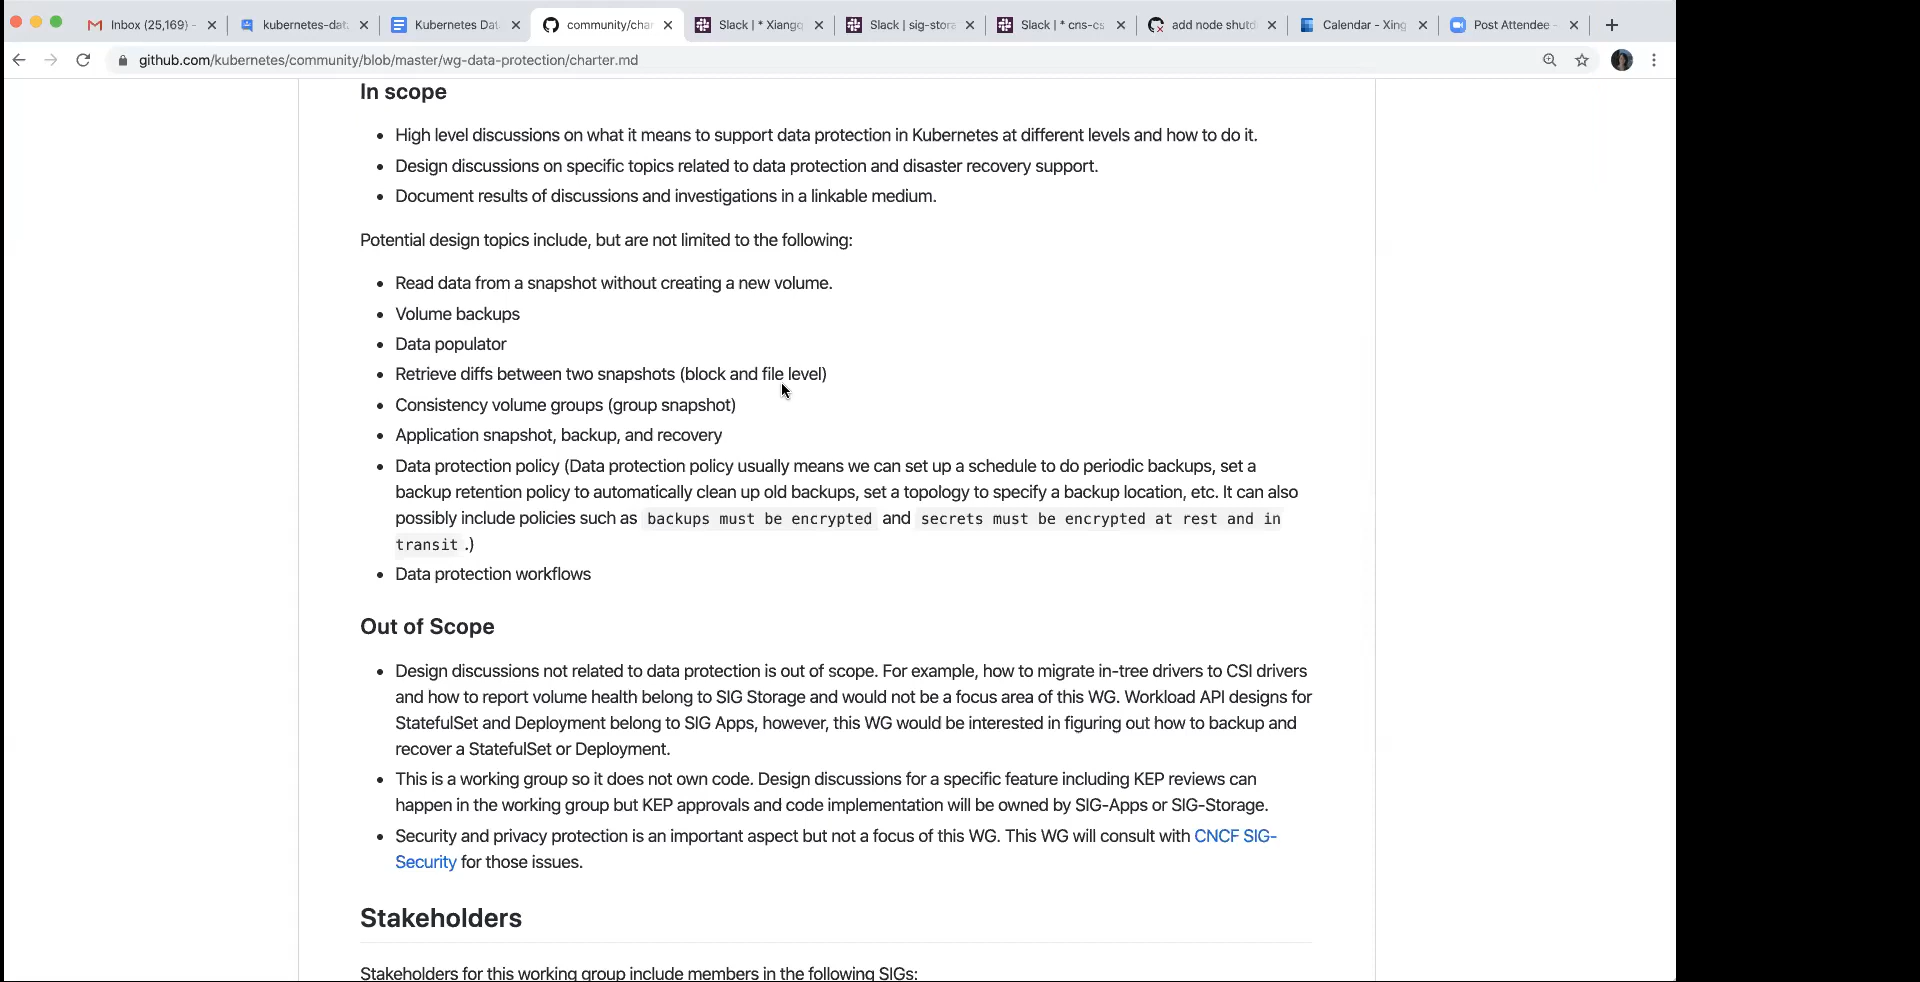 Inbox (25,169) -
kubernetes-dat
Kubernetes Dat
community/char
Slack | * Xiangq
Slack | sig-stora
Slack | * cns-cs
add node shutd
Calendar - Xing
Post Attendee -
github.com/kubernetes/community/blob/master/wg-data-protection/charter.md
In scope
High level discussions on what it means to support data protection in Kubernetes at different levels and how to do it.
Design discussions on specific topics related to data protection and disaster recovery support.
Document results of discussions and investigations in a linkable medium.
Potential design topics include, but are not limited to the following:
Read data from a snapshot without creating a new volume.
Volume backups
Data populator
Retrieve diffs between two snapshots (block and file level)
Consistency volume groups (group snapshot)
Application snapshot, backup, and recovery
Data protection policy (Data protection policy usually means we can set up a schedule to do periodic backups, set a
backup retention policy to automatically clean up old backups, set a topology to specify a backup location, etc. It can also
possibly include policies such as backups must be encrypted and secrets must be encrypted at rest and in
transit .)
Data protection workflows
Out of Scope
Design discussions not related to data protection is out of scope. For example, how to migrate in-tree drivers to CSI drivers
and how to report volume health belong to SIG Storage and would not be a focus area of this WG. Workload API designs for
StatefulSet and Deployment belong to SIG Apps, however, this WG would be interested in figuring out how to backup and
recover a StatefulSet or Deployment.
This is a working group so it does not own code. Design discussions for a specific feature including KEP reviews can
happen in the working group but KEP approvals and code implementation will be owned by SIG-Apps or SIG-Storage.
Security and privacy protection is an important aspect but not a focus of this WG. This WG will consult with CNCF SIG-
Security for those issues.
Stakeholders
Stakeholders for this working group include members in the following SIGs: